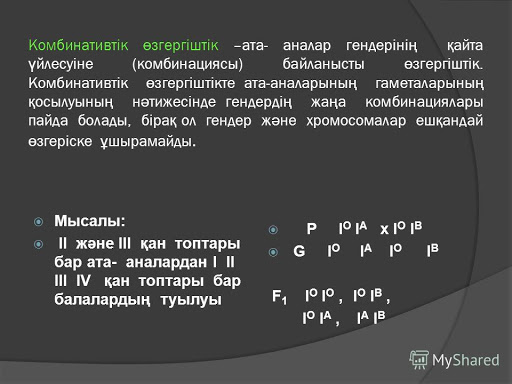 Комбинативтік өзгергіштік –ата- аналар гендерінің қайта
үйлесуіне (комбинациясы) байланысты өзгергіштік.
Комбинативтік өзгергіштікте ата-аналарының гаметаларының
қосылуының нәтижесінде гендердің жаңа комбинациялары
пайда болады, бірақ ол гендер және хромосомалар ешқандай
өзгеріске ұшырамайды.
Мысалы:
II және III қан топтары
бар ата- аналардан I II
III IV қан топтары бар
балалардың туылуы
P I^O I^A x I^O I^B
G I^O I^A I^O I^B
F₁ I^O I^O , I^O I^B ,
I^O I^A , I^A I^B
MyShared